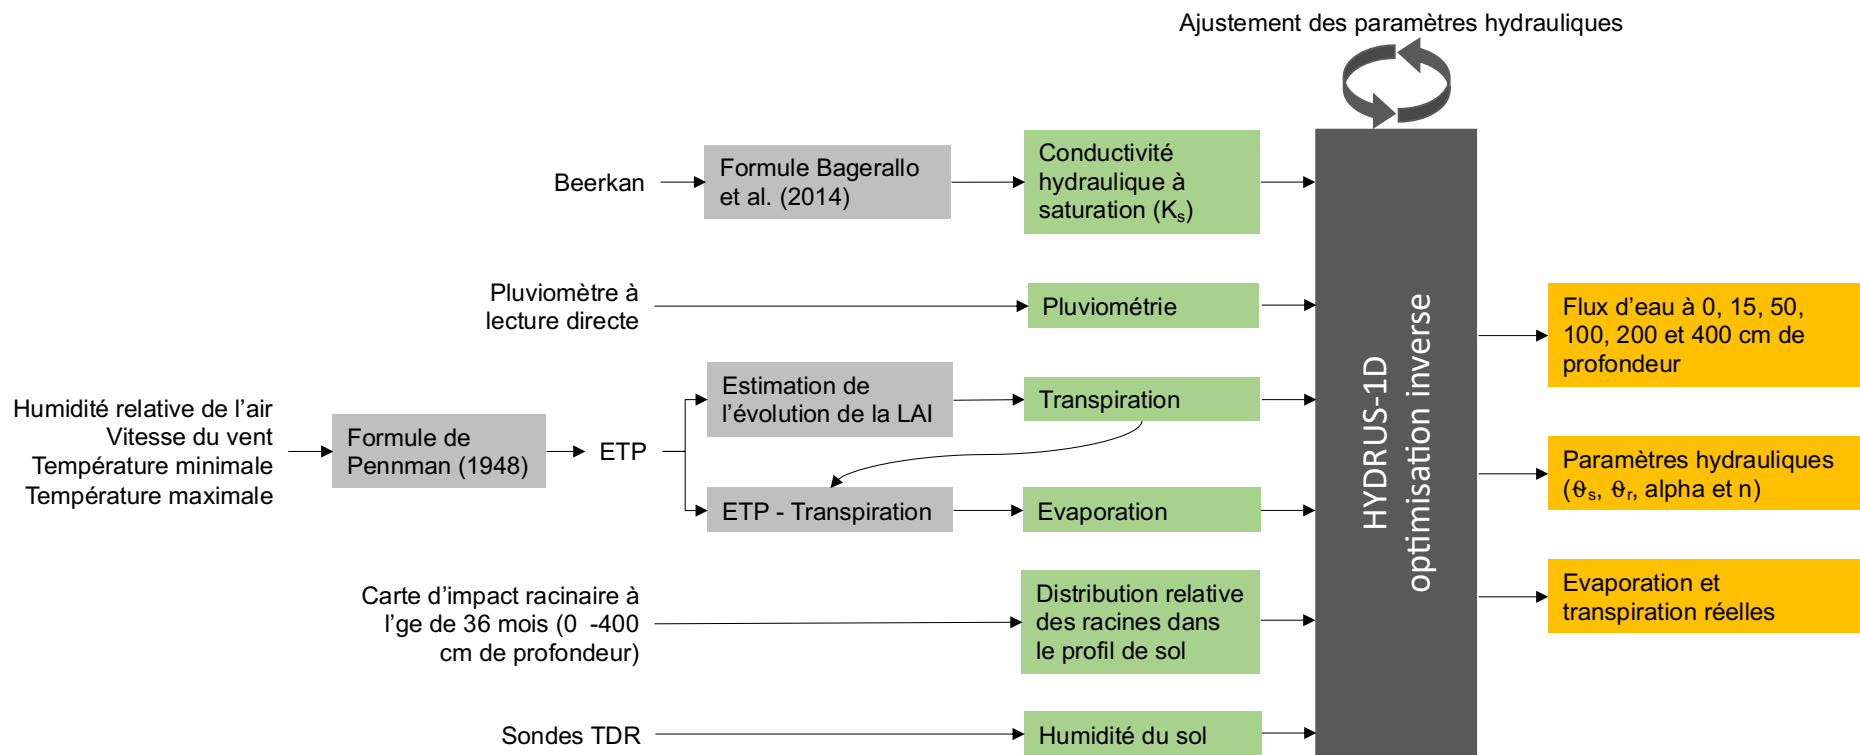 Ajustement des paramètres hydrauliques
Beerkan
Formule Bagerallo
et al. (2014)
Conductivité
hydraulique à
saturation (Ks)
Pluviomètre à
lecture directe
Pluviométrie
Humidité relative de l'air
Vitesse du vent
Température minimale
Température maximale
Formule de
Pennman (1948)
ETP
Estimation de
l'évolution de la LAI
Transpiration
ETP - Transpiration
Evaporation
Carte d'impact racinaire à
l'ge de 36 mois (0 -400
cm de profondeur)
Distribution relative
des racines dans
le profil de sol
Sondes TDR
Humidité du sol
HYDRUS-1D
optimisation inverse
Flux d'eau à 0, 15, 50,
100, 200 et 400 cm de
profondeur
Paramètres hydrauliques
(ϴs, ϴr, alpha et n)
Evaporation et
transpiration réelles